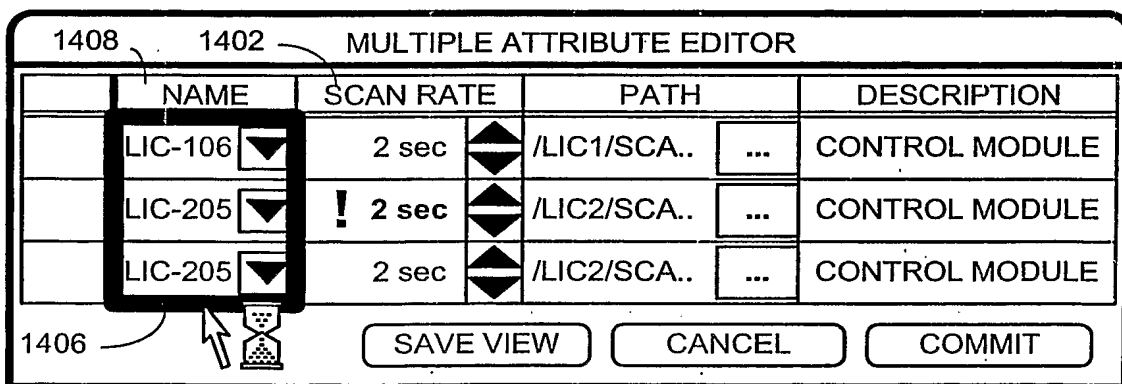 1408 1402 MULTIPLE ATTRIBUTE EDITOR
NAME SCAN RATE PATH DESCRIPTION
LIC-106 2 sec /LIC1/SCA.. ... CONTROL MODULE
LIC-205 ! 2 sec /LIC2/SCA.. ... CONTROL MODULE
LIC-205 2 sec /LIC2/SCA.. ... CONTROL MODULE
1406 SAVE VIEW CANCEL COMMIT